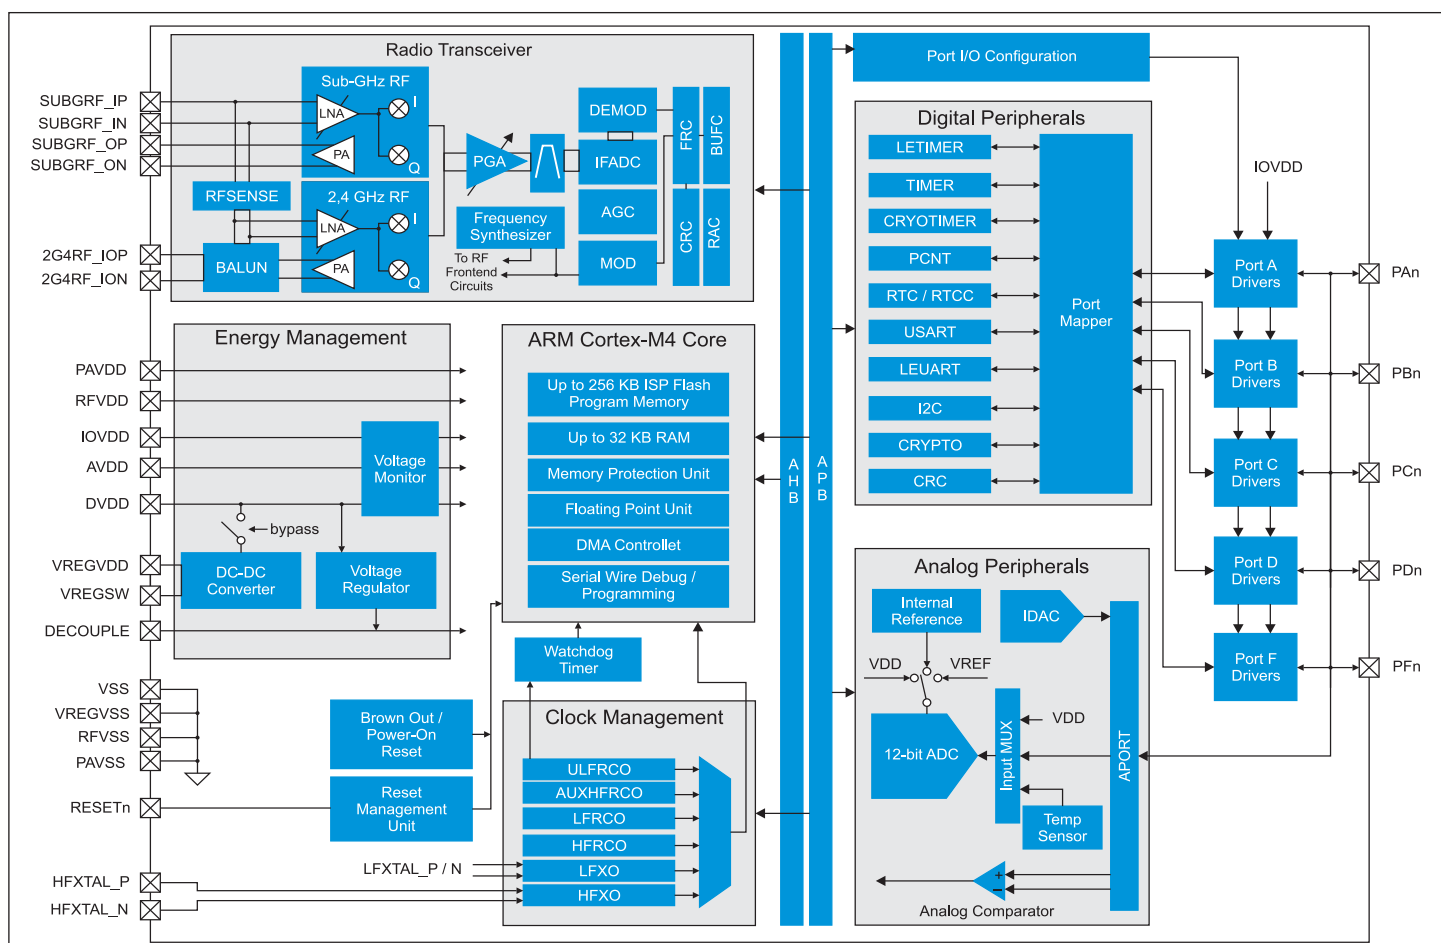 Radio Transceiver
SUBGRF_IP
SUBGRF_IN
SUBGRF_OP
SUBGRF_ON
2G4RF_IOP
2G4RF_ION
Sub-GHz RF
LNA
I
PA
Q
RFSENSE
2,4 GHz RF
LNA
I
BALUN
PA
Q
PGA
Frequency
Synthesizer
To RF
Frontend
Circuits
DEMOD
IFADC
AGC
MOD
FRC
BUFC
CRC
RAC
Energy Management
PAVDD
RFVDD
IOVDD
AVDD
DVDD
VREGVDD
VREGSW
DECOUPLE
Voltage
Monitor
bypass
DC-DC
Converter
Voltage
Regulator
VSS
VREGVSS
RFVSS
PAVSS
RESETn
HFXTAL_P
HFXTAL_N
ARM Cortex-M4 Core
Up to 256 KB ISP Flash
Program Memory
Up to 32 KB RAM
Memory Protection Unit
Floating Point Unit
DMA Controllet
Serial Wire Debug /
Programming
Watchdog
Timer
Brown Out /
Power-On
Reset
Reset
Management
Unit
Clock Management
ULFRCO
AUXHFRCO
LFRCO
HFRCO
LFXTAL_P / N
LFXO
HFXO
AHB
APB
Port I/O Configuration
Digital Peripherals
LETIMER
TIMER
CRYOTIMER
PCNT
RTC / RTCC
USART
LEUART
I2C
CRYPTO
CRC
Port
Mapper
IOVDD
Port A
Drivers
Port B
Drivers
Port C
Drivers
Port D
Drivers
Port F
Drivers
PAn
PBn
PCn
PDn
PFn
Analog Peripherals
Internal
Reference
IDAC
VDD
VREF
12-bit ADC
Input MUX
VDD
Temp
Sensor
APORT
+
−
Analog Comparator